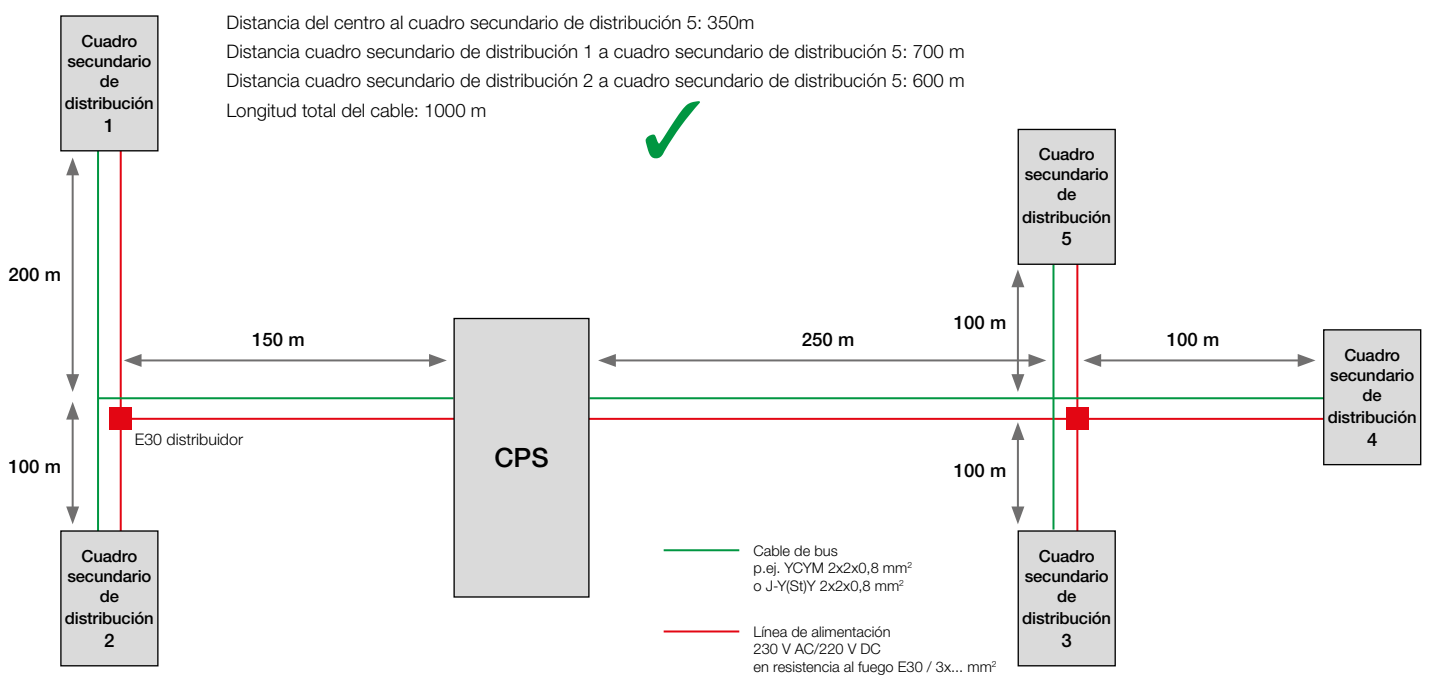 Distancia del centro al cuadro secundario de distribución 5: 350m
Distancia cuadro secundario de distribución 1 a cuadro secundario de distribución 5: 700 m
Distancia cuadro secundario de distribución 2 a cuadro secundario de distribución 5: 600 m
Longitud total del cable: 1000 m
Cuadro
secundario
de
distribución
1
Cuadro
secundario
de
distribución
5
200 m
150 m
250 m
100 m
100 m
Cuadro
secundario
de
distribución
4
E30 distribuidor
CPS
100 m
100 m
Cuadro
secundario
de
distribución
2
Cable de bus
p.ej. YCYM 2x2x0,8 mm²
o J-Y(St)Y 2x2x0,8 mm²
Línea de alimentación
230 V AC/220 V DC
en resistencia al fuego E30 / 3x... mm²
Cuadro
secundario
de
distribución
3